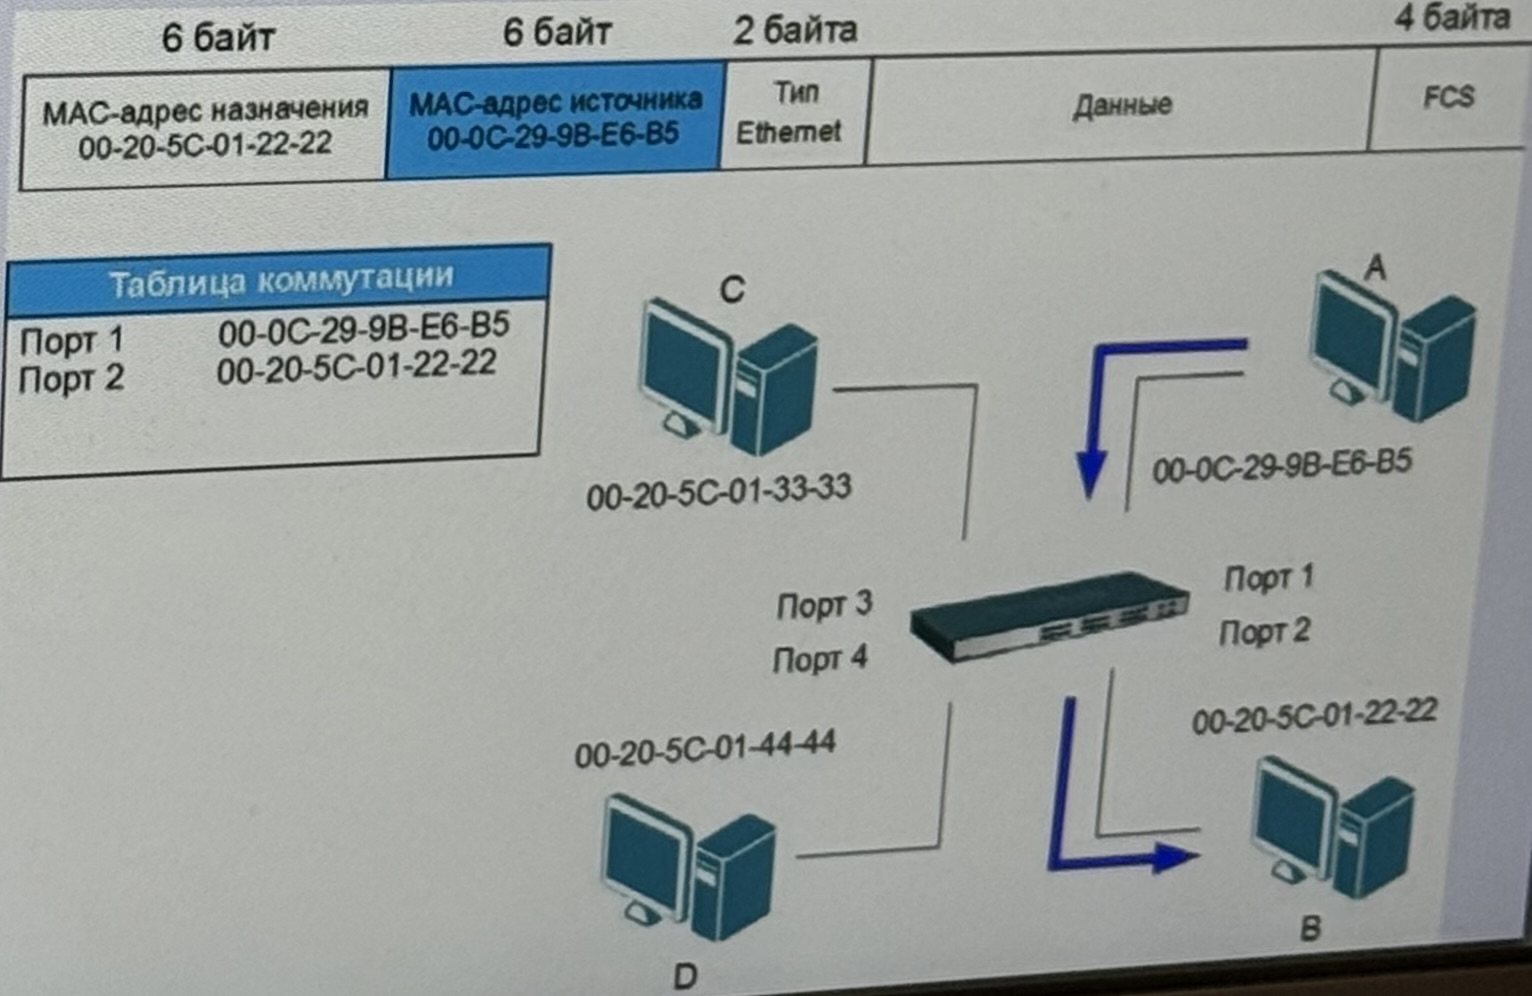 6 байт
6 байт
2 байта
4 байта
MAC-адрес назначения
00-20-5C-01-22-22
MAC-адрес источника
00-0C-29-9B-E6-B5
Тип
Ethernet
Данные
FCS
Таблица коммутации
Порт 1 00-0C-29-9B-E6-B5
Порт 2 00-20-5C-01-22-22
C
A
00-20-5C-01-33-33
00-0C-29-9B-E6-B5
Порт 3
Порт 1
Порт 4
Порт 2
00-20-5C-01-44-44
00-20-5C-01-22-22
D
B